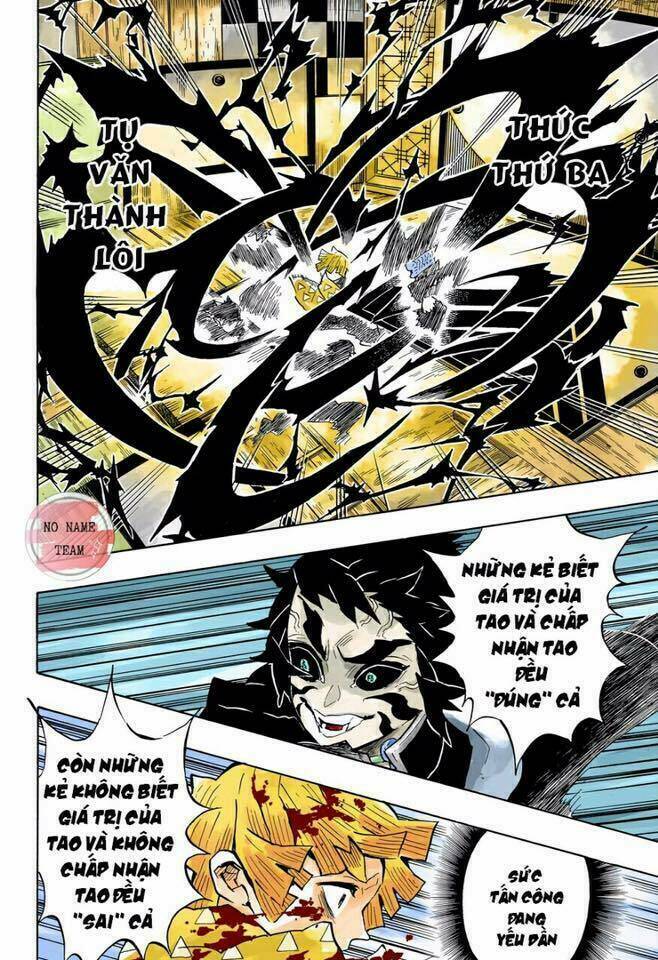 THỨC
THỨ BA
TỤ
VĂN
THÀNH
LÔI
NO NAME
TEAM
NHỮNG KẺ BIẾT
GIÁ TRỊ CỦA
TAO VÀ CHẤP
NHẬN TAO
ĐỀU
"ĐÚNG" CẢ
CÒN NHỮNG
KẺ KHÔNG BIẾT
GIÁ TRỊ CỦA
TAO VÀ KHÔNG
CHẤP NHẬN
TAO ĐỀU
"SAI" CẢ
SỨC
TẤN CÔNG
ĐANG
YẾU DẦN